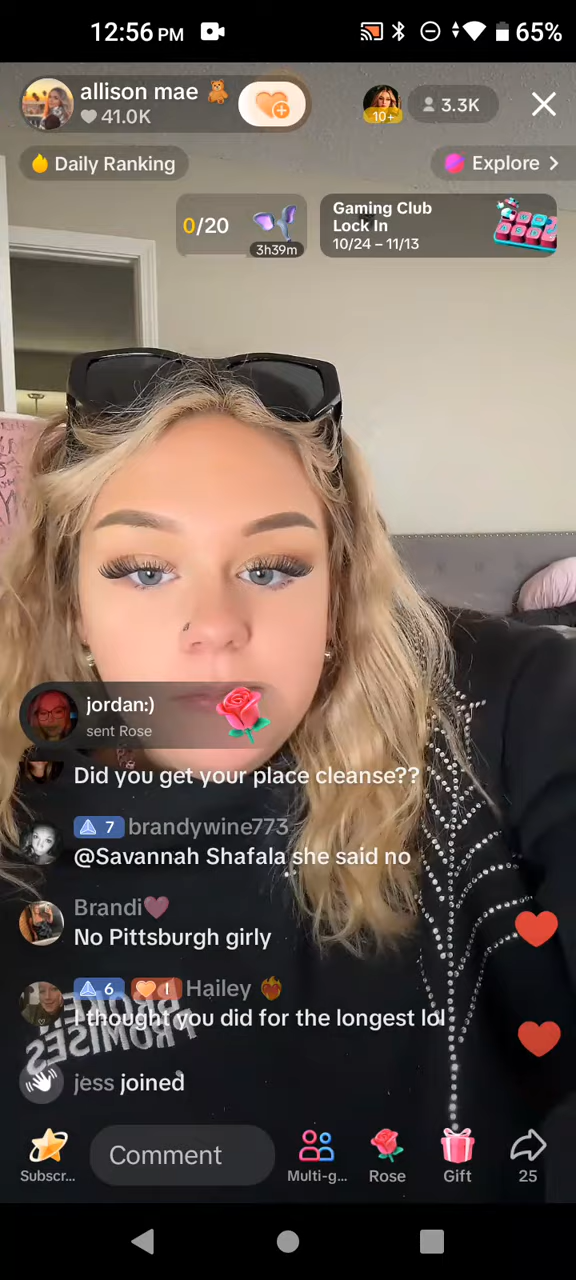 12:56 PM
65%
allison mae 🧸
41.0K
10+
3.3K
Daily Ranking
Explore >
0/20
3h39m
Gaming Club
Lock In
10/24 – 11/13
jordan:)
sent Rose
Did you get your place cleanse??
7 brandywine773
@Savannah Shafala she said no
Brandi💜
No Pittsburgh girly
6 I Hailey ❤️‍🔥
I thought you did for the longest lol
BROKE
PROMISES
jess joined
Subscr...
Comment
Multi-g...
Rose
Gift
25